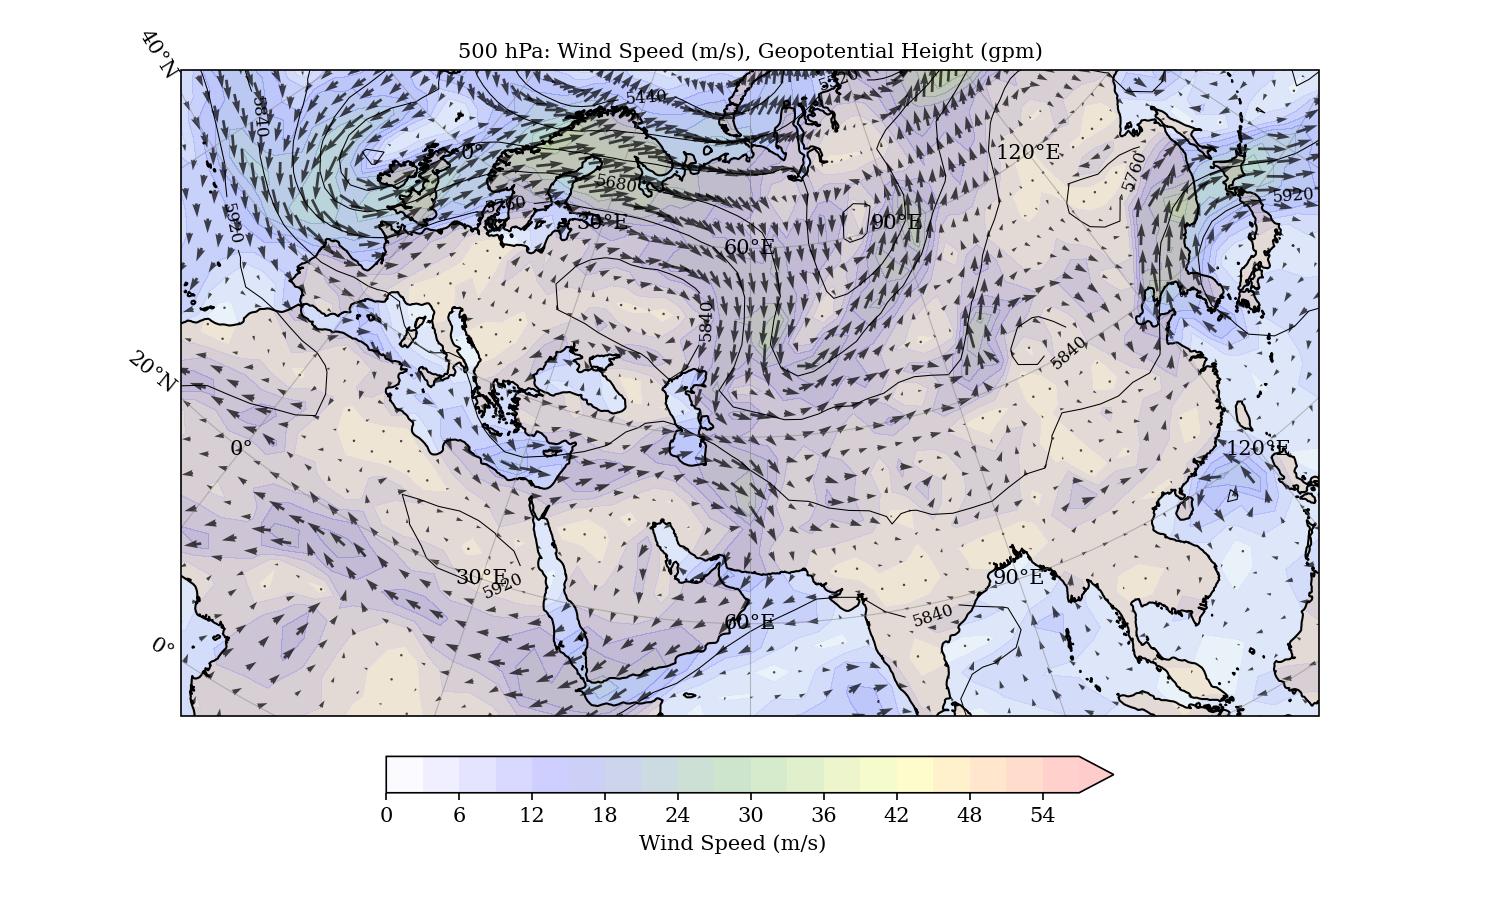 500 hPa: Wind Speed (m/s), Geopotential Height (gpm)
40°N
5440
5840
0°
120°E
5760
5680
5920
5760
5920
30°E
90°E
60°E
5840
5840
20°N
0°
120°E
30°E
90°E
5920
5840
60°E
0°
0 6 12 18 24 30 36 42 48 54
Wind Speed (m/s)